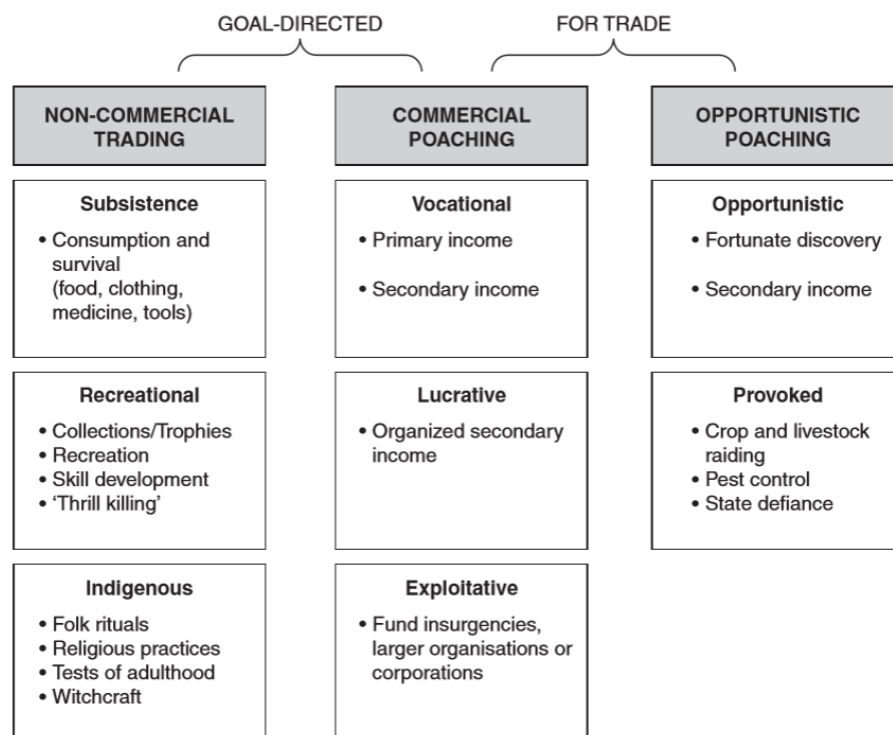 GOAL-DIRECTED
FOR TRADE
NON-COMMERCIAL
TRADING
Subsistence
• Consumption and
survival
(food, clothing,
medicine, tools)
Recreational
• Collections/Trophies
• Recreation
• Skill development
• ‘Thrill killing’
Indigenous
• Folk rituals
• Religious practices
• Tests of adulthood
• Witchcraft
COMMERCIAL
POACHING
Vocational
• Primary income
• Secondary income
Lucrative
• Organized secondary
income
Exploitative
• Fund insurgencies,
larger organisations or
corporations
OPPORTUNISTIC
POACHING
Opportunistic
• Fortunate discovery
• Secondary income
Provoked
• Crop and livestock
raiding
• Pest control
• State defiance